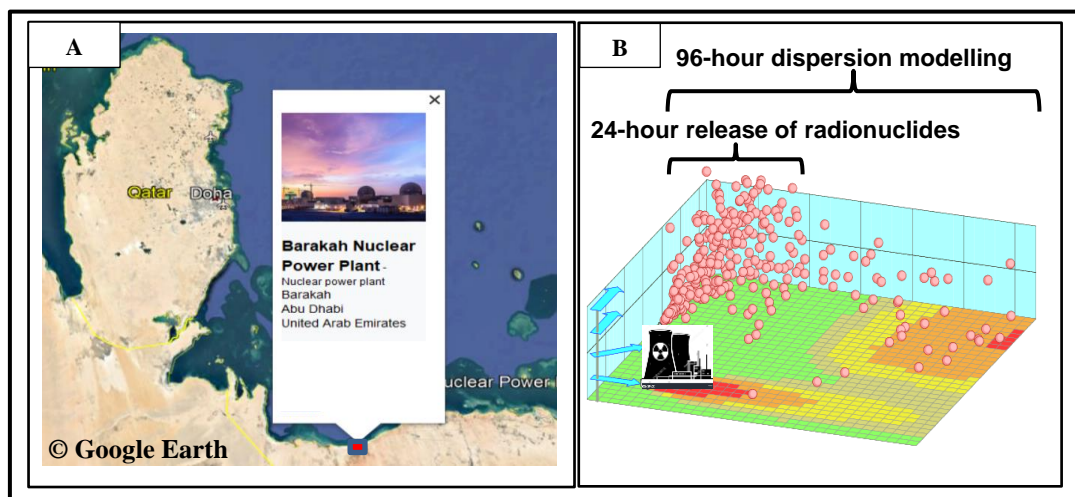 A
Qatar
Doha
Barakah Nuclear
Power Plant -
Nuclear power plant
Barakah
Abu Dhabi
United Arab Emirates
uclear Power
© Google Earth
B
96-hour dispersion modelling
24-hour release of radionuclides